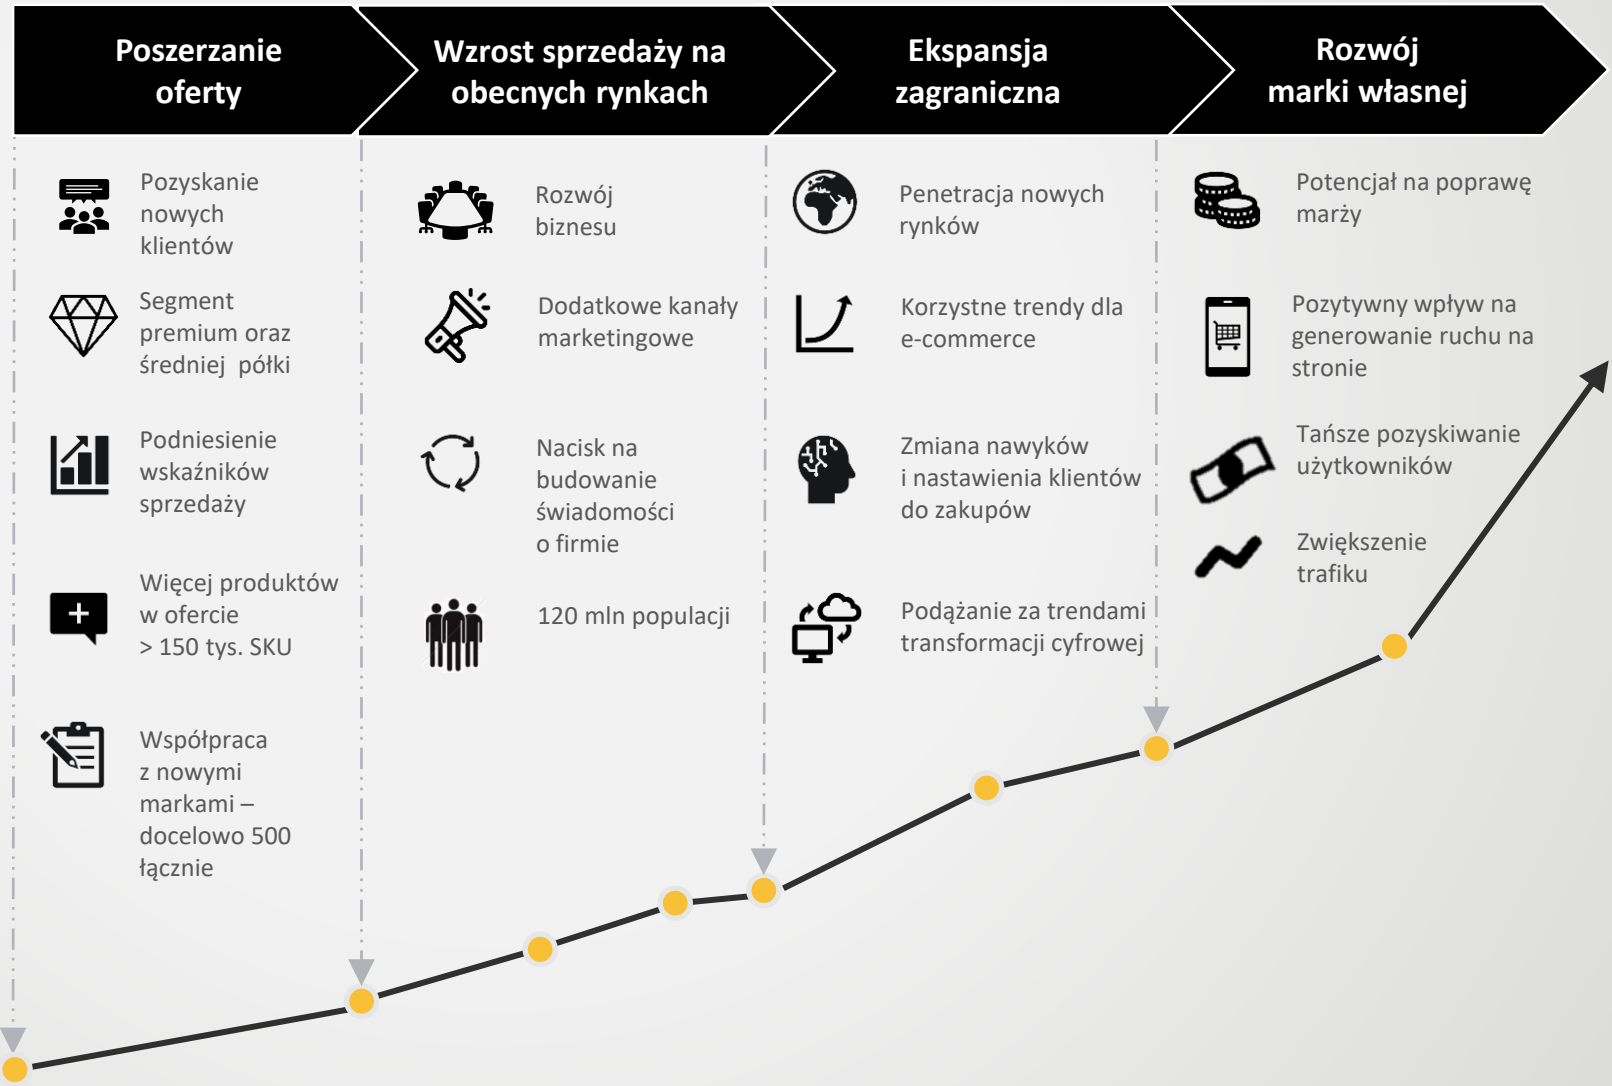 Poszerzanie
oferty
Wzrost sprzedaży na
obecnych rynkach
Ekspansja
zagraniczna
Rozwój
marki własnej
Pozyskanie
nowych
klientów
Segment
premium oraz
średniej  półki
Podniesienie
wskaźników
sprzedaży
Więcej produktów
w ofercie
> 150 tys. SKU
Współpraca
z nowymi
markami –
docelowo 500
łącznie
Rozwój
biznesu
Dodatkowe kanały
marketingowe
Nacisk na
budowanie
świadomości
o firmie
120 mln populacji
Penetracja nowych
rynków
Korzystne trendy dla
e-commerce
Zmiana nawyków
i nastawienia klientów
do zakupów
Podążanie za trendami
transformacji cyfrowej
Potencjał na poprawę
marży
Pozytywny wpływ na
generowanie ruchu na
stronie
Tańsze pozyskiwanie
użytkowników
Zwiększenie
trafiku